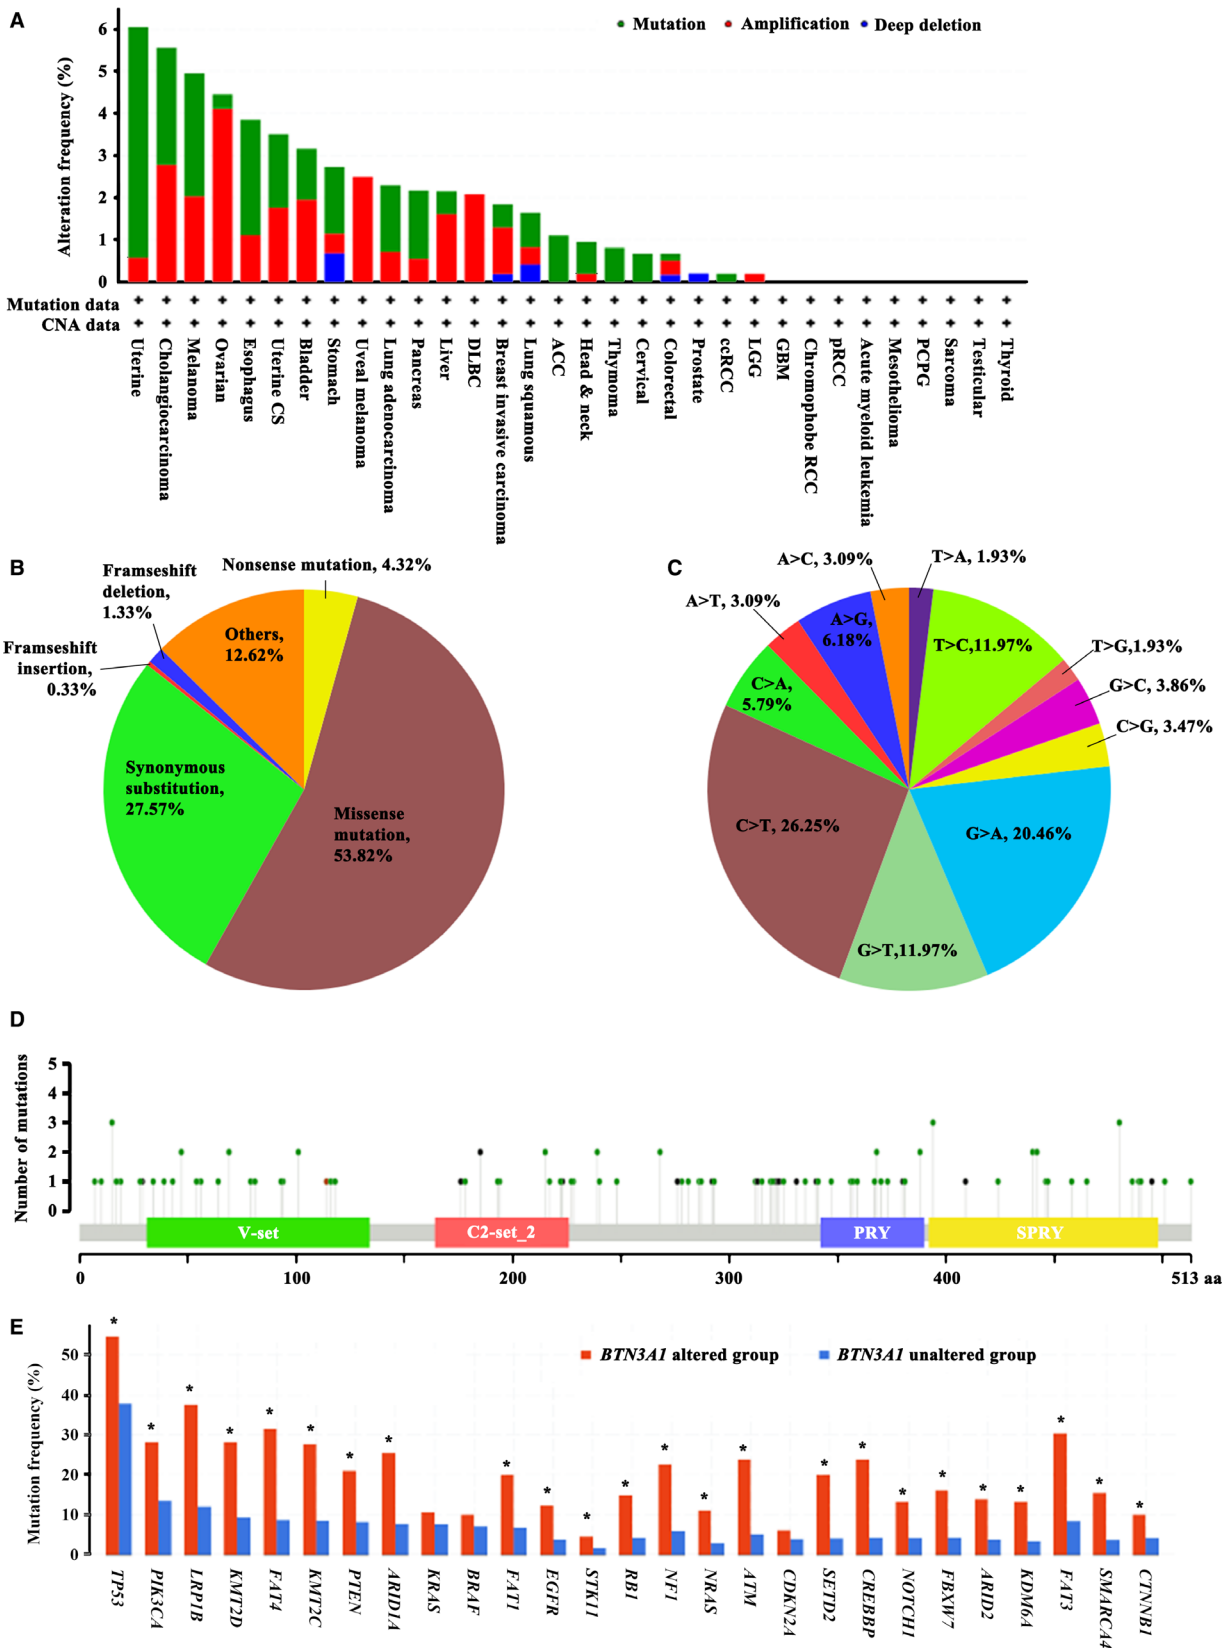 A
Mutation
Amplification
Deep deletion
Alteration frequency (%)
6
5
4
3
2
1
0
Mutation data + + + + + + + + + + + + + + + + + + + + + + + + + + + + + + + +
CNA data + + + + + + + + + + + + + + + + + + + + + + + + + + + + + + + +
Uterine
Cholangiocarcinoma
Melanoma
Ovarian
Esophagus
Uterine CS
Bladder
Stomach
Uveal melanoma
Lung adenocarcinoma
Pancreas
Liver
DLBC
Breast invasive carcinoma
Lung squamous
ACC
Head & neck
Thymoma
Cervical
Colorectal
Prostate
ccRCC
LGG
GBM
Chromophobe RCC
pRCC
Acute myeloid leukemia
Mesothelioma
PCPG
Sarcoma
Testicular
Thyroid
B
Nonsense mutation, 4.32%
Framseshift
deletion,
1.33%
Framseshift
insertion,
0.33%
Others,
12.62%
Synonymous
substitution,
27.57%
Missense
mutation,
53.82%
C
A>C, 3.09%
T>A, 1.93%
A>T, 3.09%
A>G,
6.18%
T>C,11.97%
T>G,1.93%
G>C, 3.86%
C>G, 3.47%
C>A,
5.79%
C>T, 26.25%
G>A, 20.46%
G>T,11.97%
D
Number of mutations
5
4
3
2
1
0
V-set
C2-set_2
PRY
SPRY
0 100 200 300 400 513 aa
E
BTN3A1 altered group
BTN3A1 unaltered group
Mutation frequency (%)
50
40
30
20
10
0
* * * * * * * * * * * * * * * * * * * * * * * *
TP53
PIK3CA
LRP1B
KMT2D
FAT4
KMT2C
PTEN
ARID1A
KRAS
BRAF
FAT1
EGFR
STK11
RB1
NF1
NRAS
ATM
CDKN2A
SETD2
CREBBP
NOTCH1
FBXW7
ARID2
KDM6A
FAT3
SMARCA4
CTNNB1